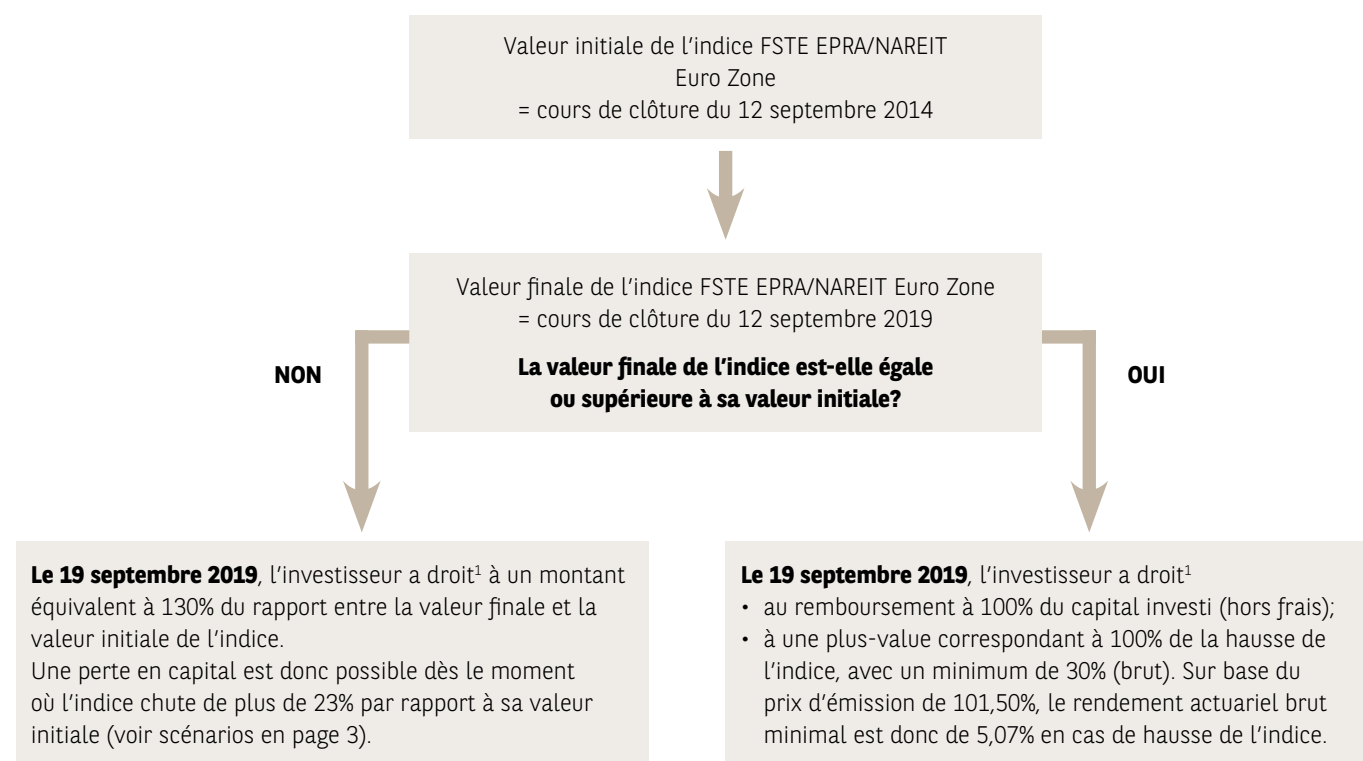 Valeur initiale de l'indice FSTE EPRA/NAREIT
Euro Zone
= cours de clôture du 12 septembre 2014
Valeur finale de l'indice FSTE EPRA/NAREIT Euro Zone
= cours de clôture du 12 septembre 2019
La valeur finale de l'indice est-elle égale
ou supérieure à sa valeur initiale?
NON
OUI
Le 19 septembre 2019, l'investisseur a droit¹ à un montant
équivalent à 130% du rapport entre la valeur finale et la
valeur initiale de l'indice.
Une perte en capital est donc possible dès le moment
où l'indice chute de plus de 23% par rapport à sa valeur
initiale (voir scénarios en page 3).
Le 19 septembre 2019, l'investisseur a droit¹
• au remboursement à 100% du capital investi (hors frais);
• à une plus-value correspondant à 100% de la hausse de
l'indice, avec un minimum de 30% (brut). Sur base du
prix d'émission de 101,50%, le rendement actuariel brut
minimal est donc de 5,07% en cas de hausse de l'indice.